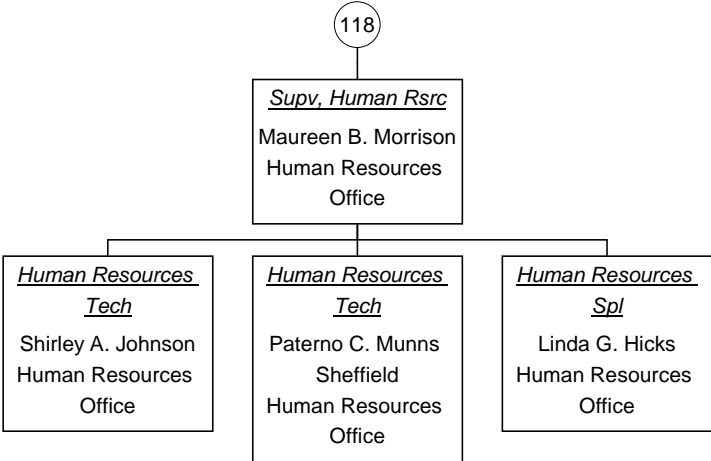 118
Supv, Human Rsrc
Maureen B. Morrison
Human Resources
Office
Human Resources
Tech
Shirley A. Johnson
Human Resources
Office
Human Resources
Tech
Paterno C. Munns
Sheffield
Human Resources
Office
Human Resources
Spl
Linda G. Hicks
Human Resources
Office